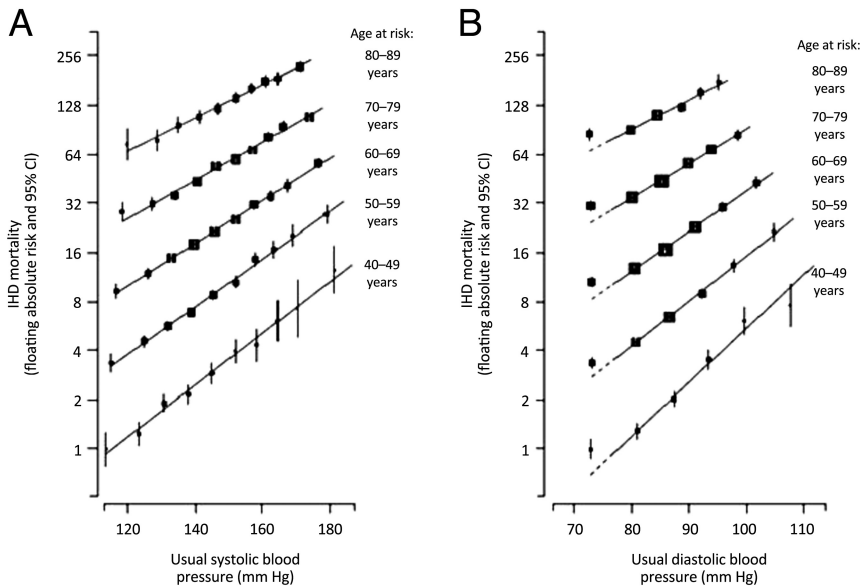 A
Age at risk:
80–89
years
70–79
years
60–69
years
50–59
years
40–49
years
256
128
64
32
16
8
4
2
1
IHD mortality
(floating absolute risk and 95% CI)
120
140
160
180
Usual systolic blood
pressure (mm Hg)
B
Age at risk:
80–89
years
70–79
years
60–69
years
50–59
years
40–49
years
256
128
64
32
16
8
4
2
1
IHD mortality
(floating absolute risk and 95% CI)
70
80
90
100
110
Usual diastolic blood
pressure (mm Hg)